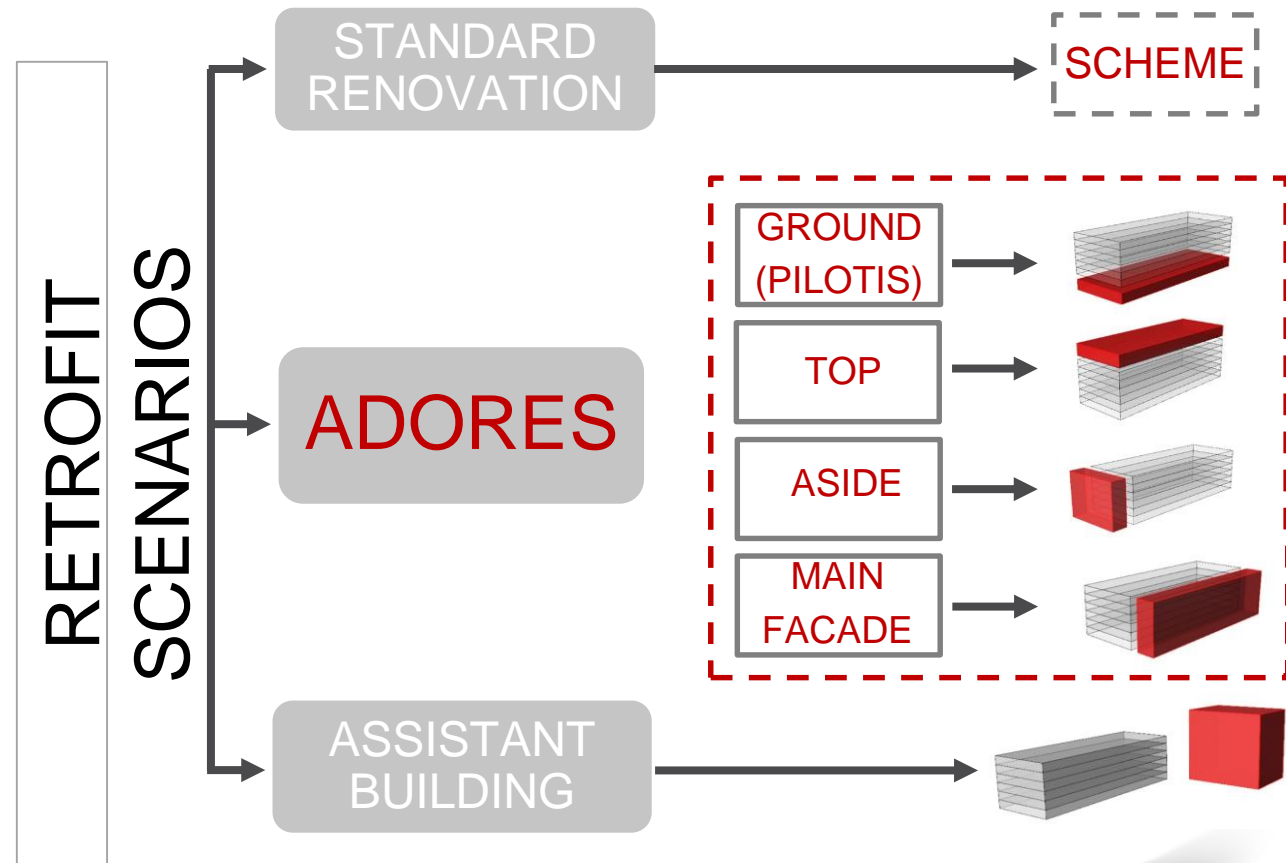 RETROFIT
SCENARIOS
STANDARD
RENOVATION
SCHEME
ADORES
GROUND
(PILOTIS)
TOP
ASIDE
MAIN
FACADE
ASSISTANT
BUILDING